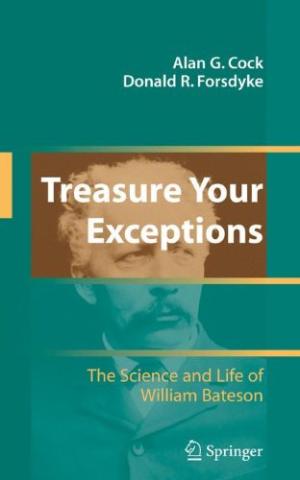 Alan G. Cock
Donald R. Forsdyke
Treasure Your
Exceptions
The Science and Life of
William Bateson
Springer